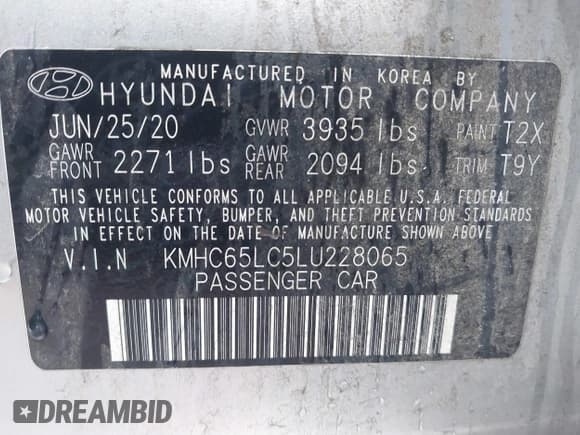 MANUFACTURED IN KOREA BY
HYUNDAI MOTOR COMPANY
JUN/25/20 GVWR 3935 lbs PAINT T2X
GAWR FRONT 2271 lbs GAWR REAR 2094 lbs TRIM T9Y
THIS VEHICLE CONFORMS TO ALL APPLICABLE U.S.A. FEDERAL
MOTOR VEHICLE SAFETY, BUMPER, AND THEFT PREVENTION STANDARDS
IN EFFECT ON THE DATE OF MANUFACTURE SHOWN ABOVE.
V.I.N KMHC65LC5LU228065
PASSENGER CAR
DREAMBID